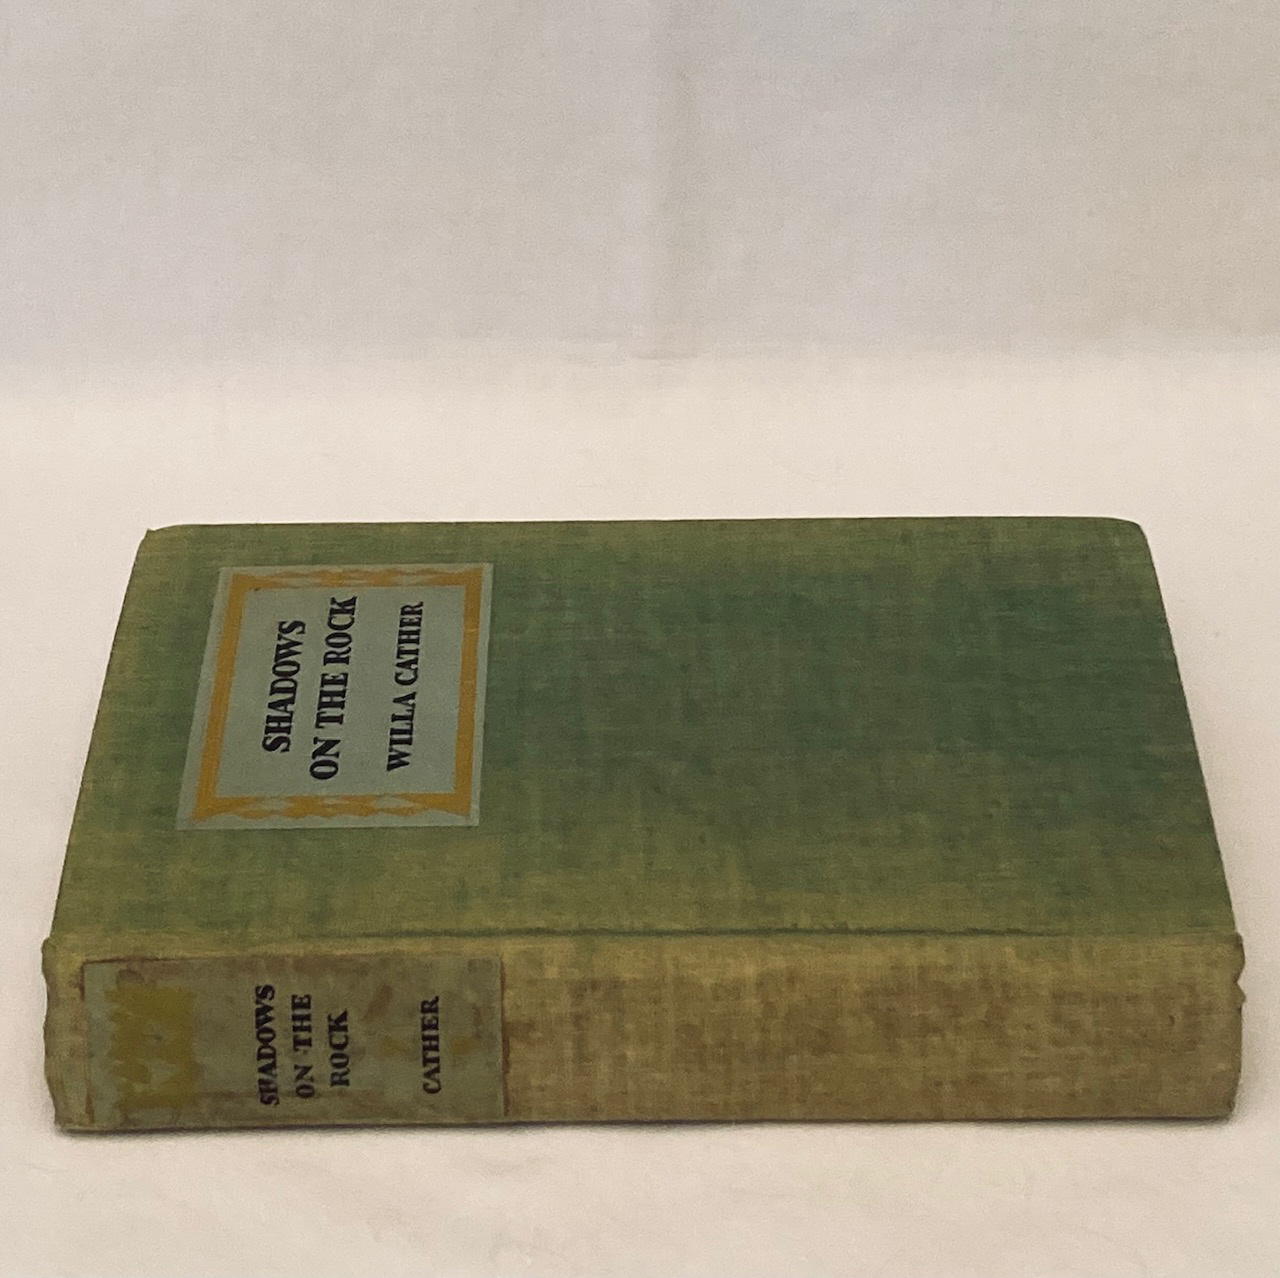 SHADOWS
ON THE ROCK
WILLA CATHER
SHADOWS
ON THE
ROCK
CATHER